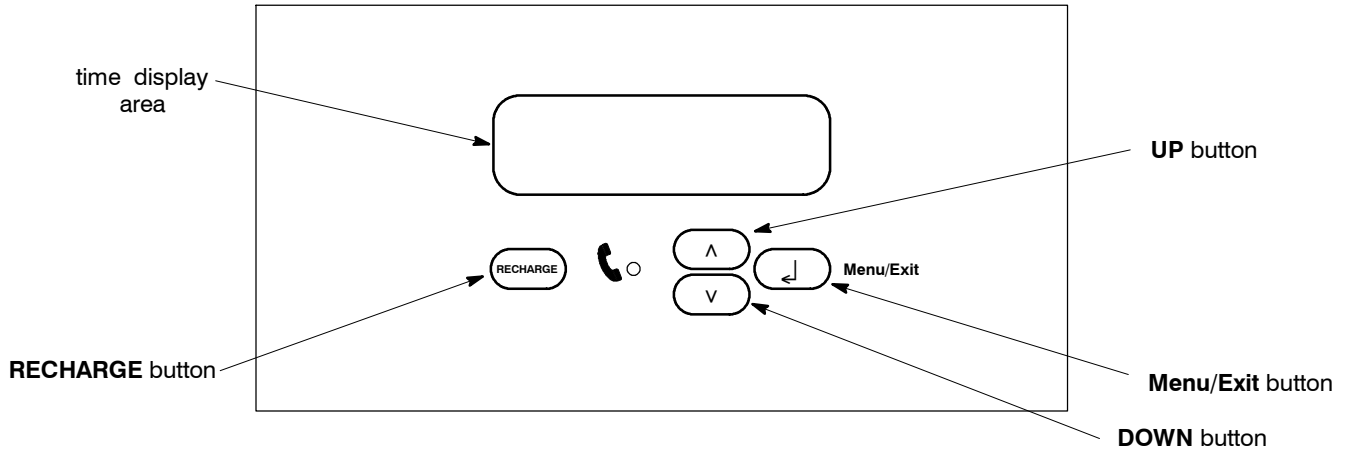 time display
area
UP button
∧
RECHARGE
Menu/Exit
∨
RECHARGE button
Menu/Exit button
DOWN button